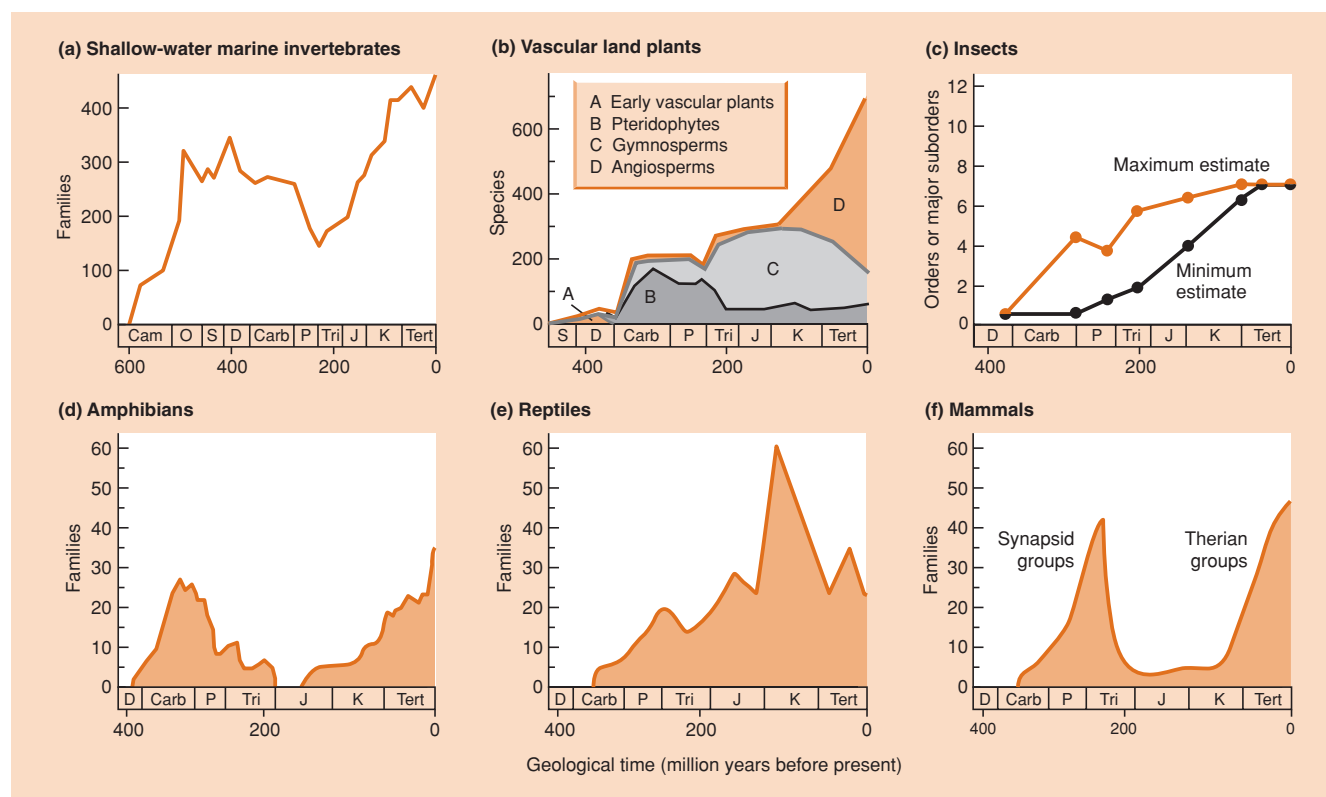 (a) Shallow-water marine invertebrates
Families
400
300
200
100
0
Cam O S D Carb P Tri J K Tert
600 400 200 0
(b) Vascular land plants
A Early vascular plants
B Pteridophytes
C Gymnosperms
D Angiosperms
Species
600
400
200
0
A
B
C
D
S D Carb P Tri J K Tert
400 200 0
(c) Insects
Orders or major suborders
12
10
8
6
4
2
0
Maximum estimate
Minimum
estimate
D Carb P Tri J K Tert
400 200 0
(d) Amphibians
Families
60
50
40
30
20
10
0
D Carb P Tri J K Tert
400 200 0
(e) Reptiles
Families
60
50
40
30
20
10
0
D Carb P Tri J K Tert
400 200 0
(f) Mammals
Families
60
50
40
30
20
10
0
Synapsid
groups
Therian
groups
D Carb P Tri J K Tert
400 200 0
Geological time (million years before present)